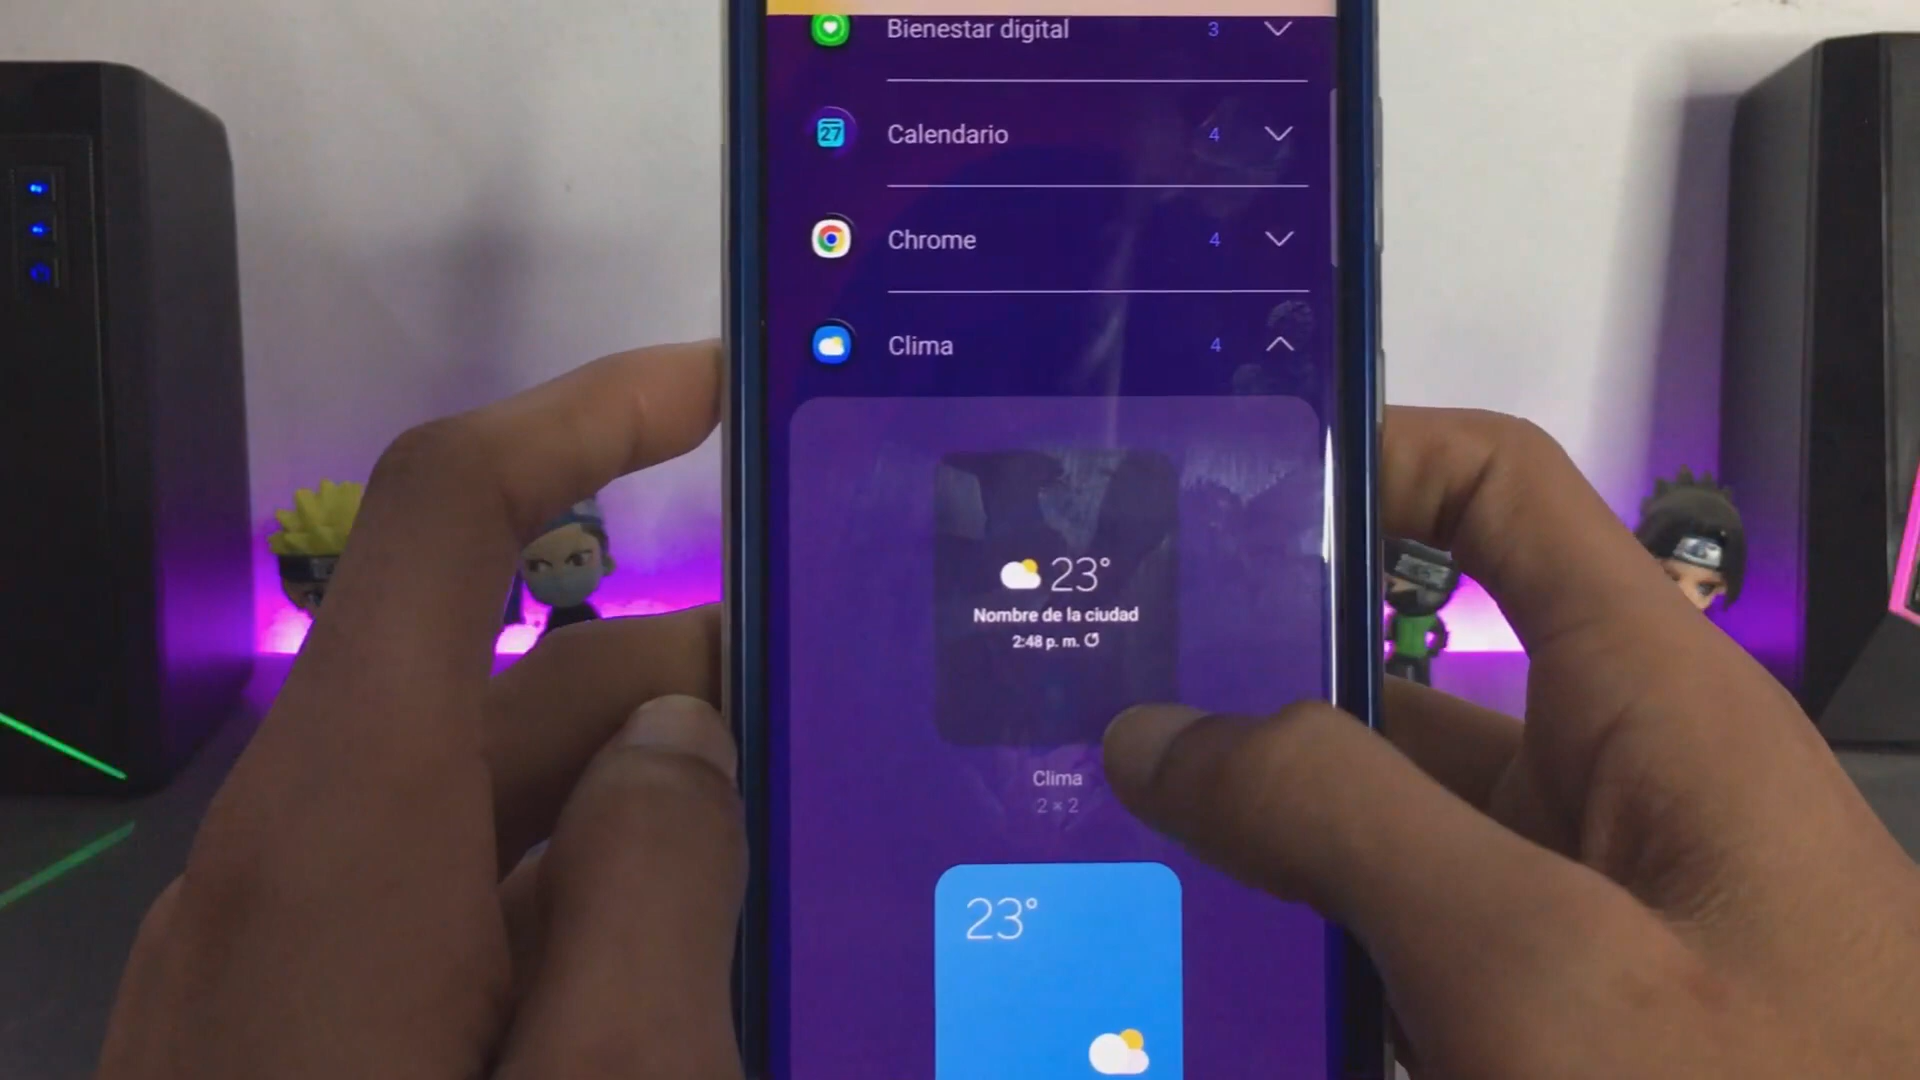 Bienestar digital 3
27 Calendario 4
Chrome 4
Clima 4
23°
Nombre de la ciudad
2:48 p. m.
Clima
2 × 2
23°